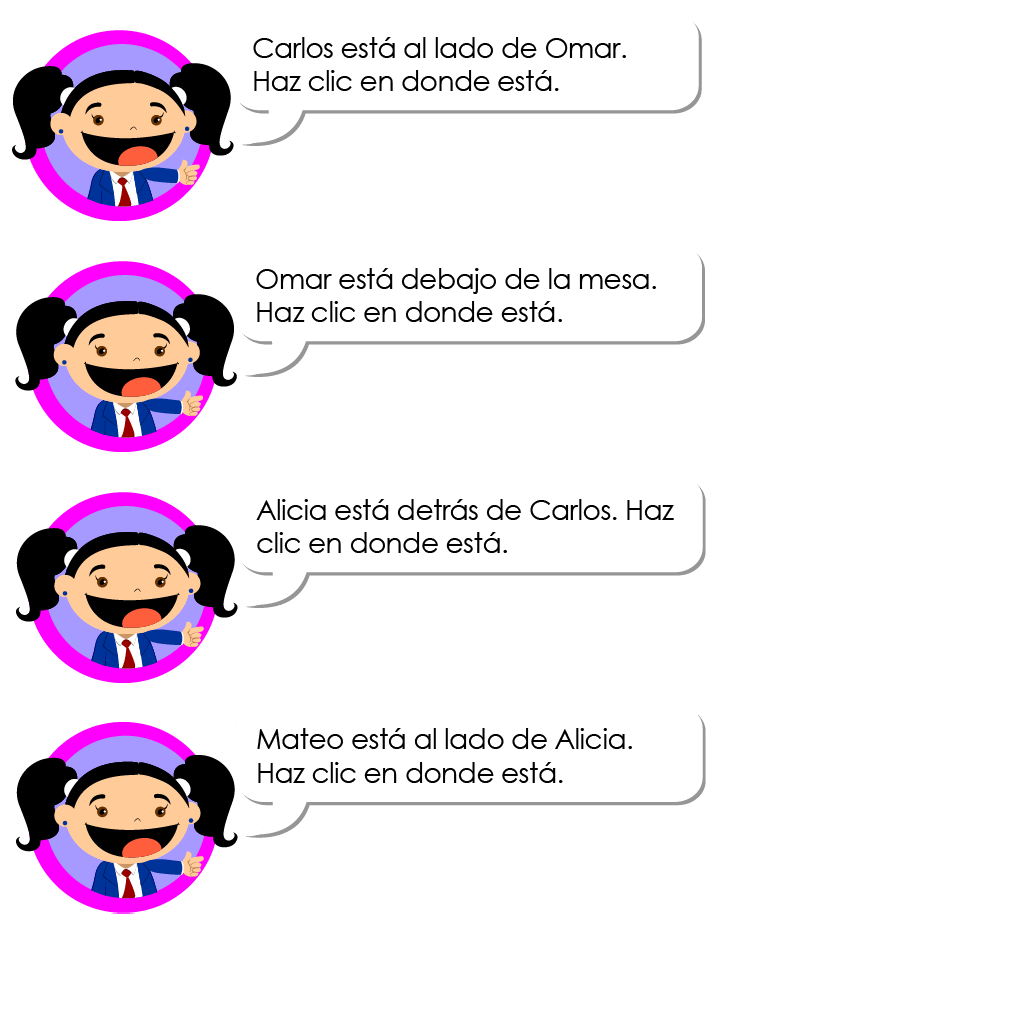 Carlos está al lado de Omar.
Haz clic en donde está.
Omar está debajo de la mesa.
Haz clic en donde está.
Alicia está detrás de Carlos. Haz
clic en donde está.
Mateo está al lado de Alicia.
Haz clic en donde está.